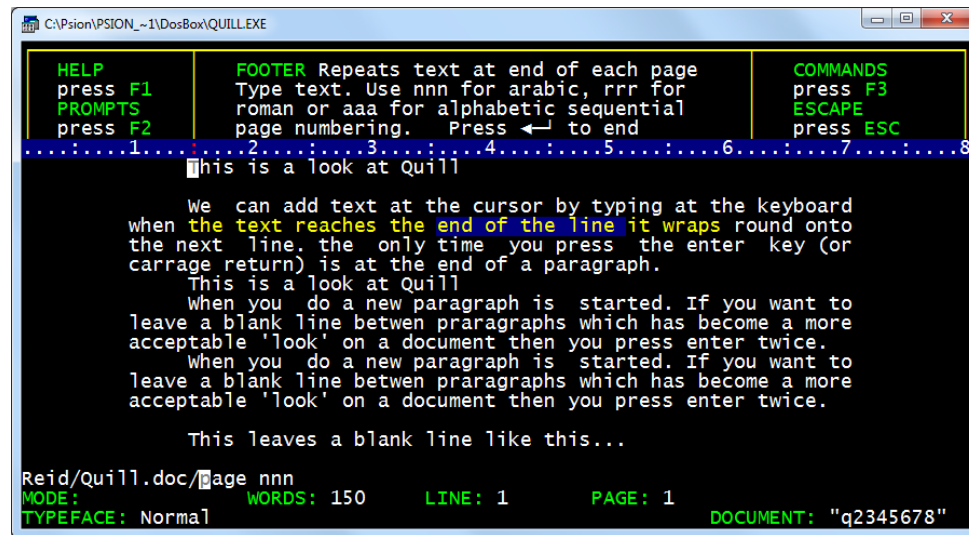 C:\Psion\PSION_~1\DosBox\QUILL.EXE
HELP FOOTER Repeats text at end of each page COMMANDS
press F1 Type text. Use nnn for arabic, rrr for press F3
PROMPTS roman or aaa for alphabetic sequential ESCAPE
press F2 page numbering. Press ←┘ to end press ESC
....:....1....:....2....:....3....:....4....:....5....:....6....:....7....:....8
This is a look at Quill
We can add text at the cursor by typing at the keyboard
when the text reaches the end of the line it wraps round onto
the next line. the only time you press the enter key (or
carrage return) is at the end of a paragraph.
This is a look at Quill
When you do a new paragraph is started. If you want to
leave a blank line betwen praragraphs which has become a more
acceptable 'look' on a document then you press enter twice.
When you do a new paragraph is started. If you want to
leave a blank line betwen praragraphs which has become a more
acceptable 'look' on a document then you press enter twice.
This leaves a blank line like this...
Reid/Quill.doc/page nnn
MODE: WORDS: 150 LINE: 1 PAGE: 1
TYPEFACE: Normal DOCUMENT: "q2345678"